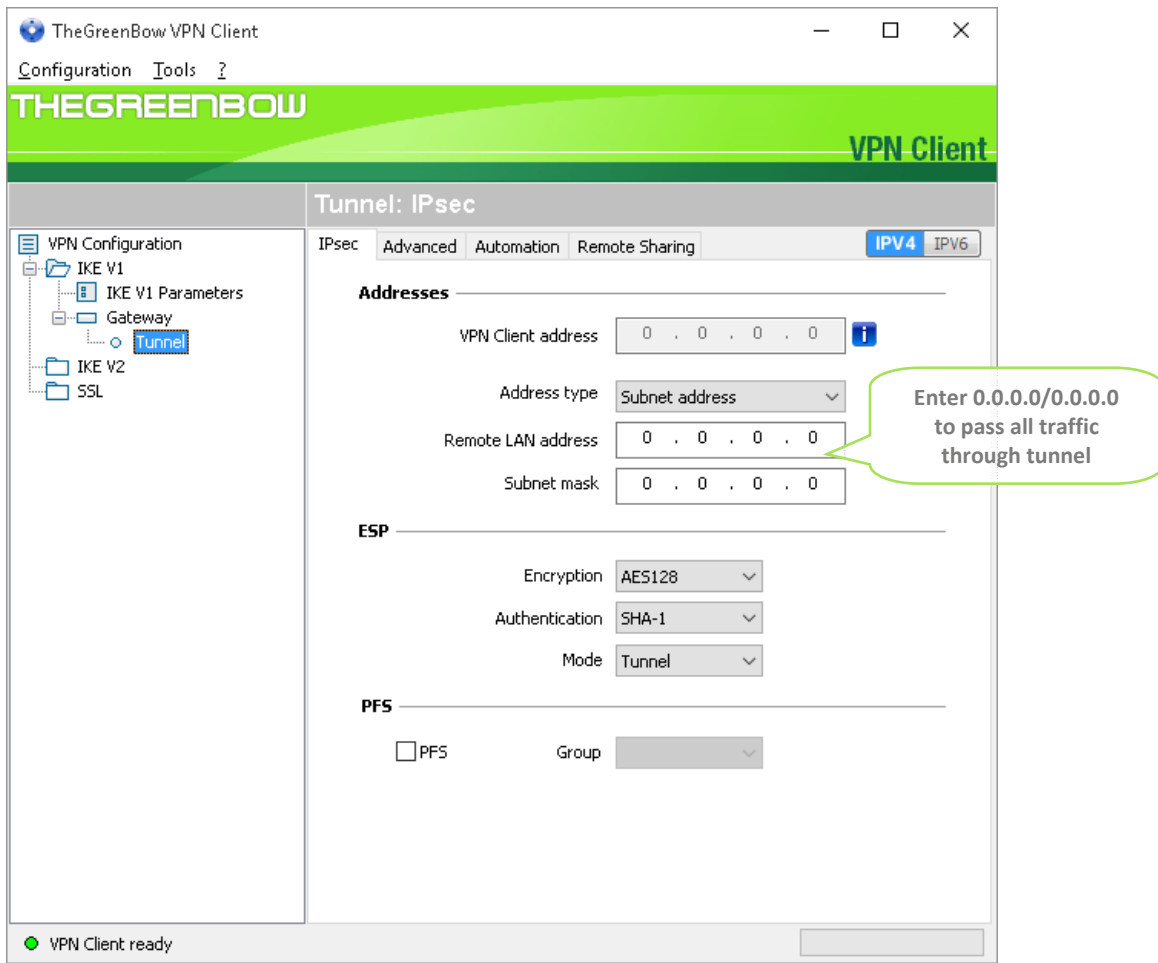 TheGreenBow VPN Client
Configuration Tools ?
THEGREENBOW
VPN Client
Tunnel: IPsec
VPN Configuration
IKE V1
IKE V1 Parameters
Gateway
Tunnel
IKE V2
SSL
IPsec Advanced Automation Remote Sharing IPV4 IPV6
Addresses
VPN Client address 0 . 0 . 0 . 0 i
Address type Subnet address
Remote LAN address 0 . 0 . 0 . 0
Subnet mask 0 . 0 . 0 . 0
Enter 0.0.0.0/0.0.0.0
to pass all traffic
through tunnel
ESP
Encryption AES128
Authentication SHA-1
Mode Tunnel
PFS
PFS Group
VPN Client ready